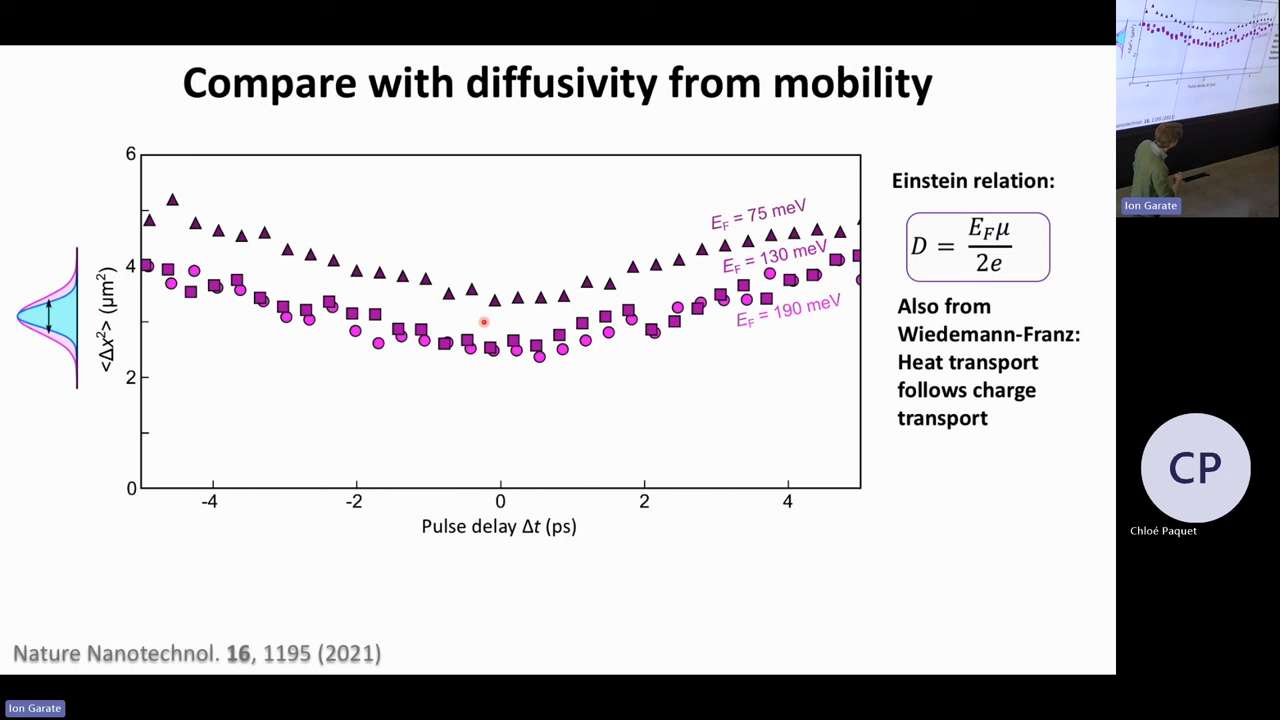 Compare with diffusivity from mobility
6
4
2
0
<Δx²> (μm²)
-4
-2
0
2
4
Pulse delay Δt (ps)
E_F = 75 meV
E_F = 130 meV
E_F = 190 meV
Einstein relation:
D = E_Fμ / 2e
Also from
Wiedemann-Franz:
Heat transport
follows charge
transport
Nature Nanotechnol. 16, 1195 (2021)
Ion Garate
Ion Garate
CP
Chloé Paquet